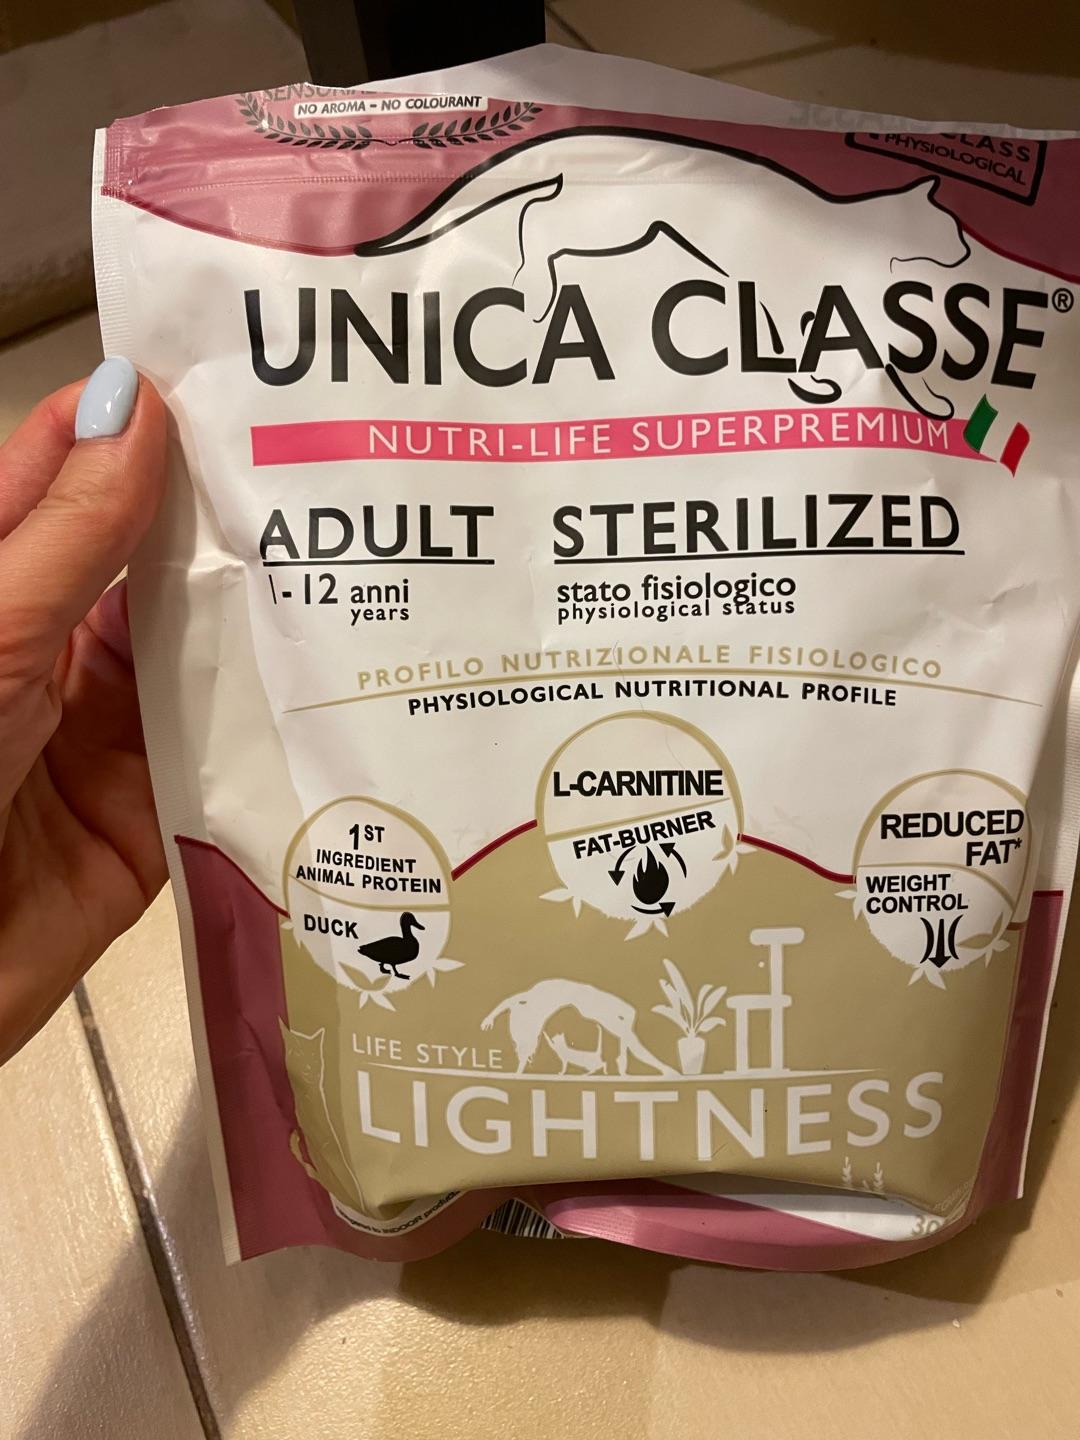 NO AROMA – NO COLOURANT
CLASS
PHYSIOLOGICAL
UNICA CLASSE®
NUTRI-LIFE SUPERPREMIUM
ADULT
1-12 anni
years
STERILIZED
stato fisiologico
physiological status
PROFILO NUTRIZIONALE FISIOLOGICO
PHYSIOLOGICAL NUTRITIONAL PROFILE
1ST
INGREDIENT
ANIMAL PROTEIN
DUCK
L-CARNITINE
FAT-BURNER
REDUCED
FAT*
WEIGHT
CONTROL
LIFE STYLE
LIGHTNESS
INDOOR